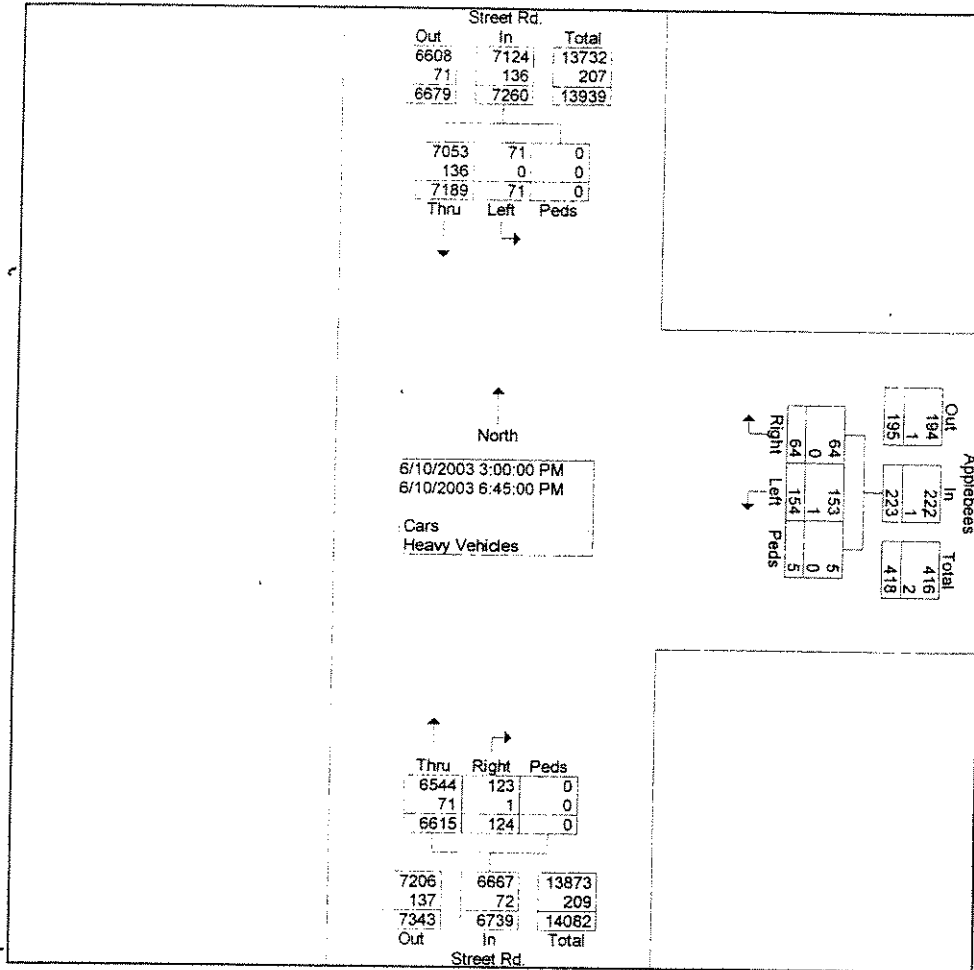 Street Rd.
Out In Total
6608 7124 13732
71 136 207
6679 7260 13939
7053 71 0
136 0 0
7189 71 0
Thru Left Peds
North
6/10/2003 3:00:00 PM
6/10/2003 6:45:00 PM
Cars
Heavy Vehicles
Applebees
Out In Total
194 222 416
1 1 2
195 223 418
64 153 5
0 1 0
64 154 5
Right Left Peds
Thru Right Peds
6544 123 0
71 1 0
6615 124 0
7206 6667 13873
137 72 209
7343 6739 14082
Out In Total
Street Rd.